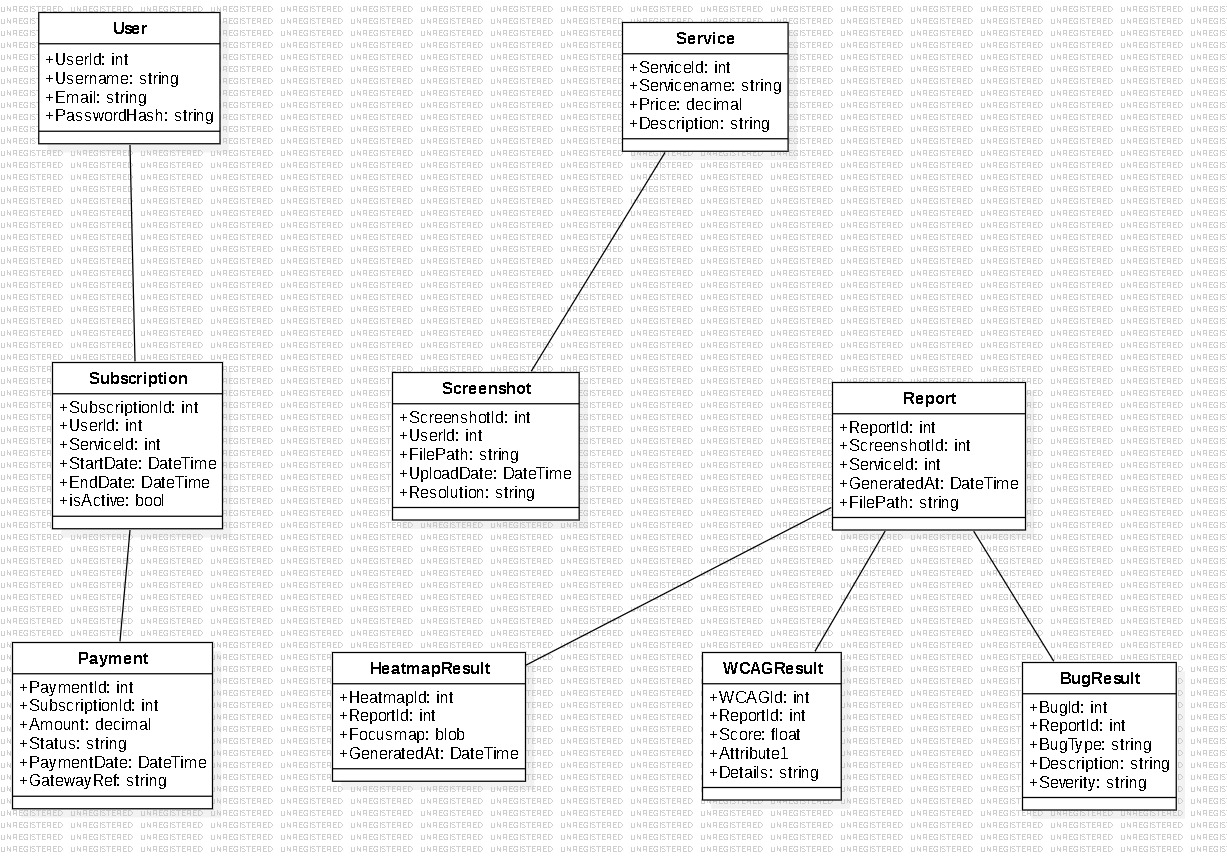 User
+UserId: int
+Username: string
+Email: string
+PasswordHash: string
Service
+ServiceId: int
+Servicename: string
+Price: decimal
+Description: string
Subscription
+SubscriptionId: int
+UserId: int
+ServiceId: int
+StartDate: DateTime
+EndDate: DateTime
+isActive: bool
Screenshot
+ScreenshotId: int
+UserId: int
+FilePath: string
+UploadDate: DateTime
+Resolution: string
Report
+ReportId: int
+ScreenshotId: int
+ServiceId: int
+GeneratedAt: DateTime
+FilePath: string
Payment
+PaymentId: int
+SubscriptionId: int
+Amount: decimal
+Status: string
+PaymentDate: DateTime
+GatewayRef: string
HeatmapResult
+HeatmapId: int
+ReportId: int
+Focusmap: blob
+GeneratedAt: DateTime
WCAGResult
+WCAGId: int
+ReportId: int
+Score: float
+Attribute1
+Details: string
BugResult
+BugId: int
+ReportId: int
+BugType: string
+Description: string
+Severity: string
UNREGISTERED